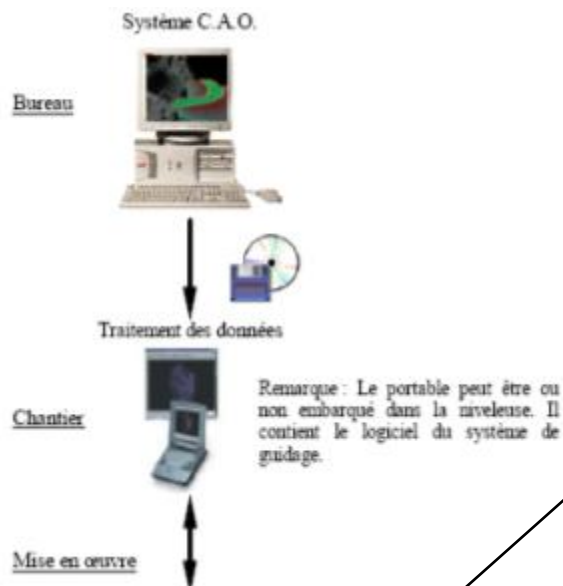 Système C.A.O.
Bureau
Traitement des données
Remarque : Le portable peut être ou
non embarqué dans la niveleuse. Il
contient le logiciel du système de
guidage.
Chantier
Mise en œuvre